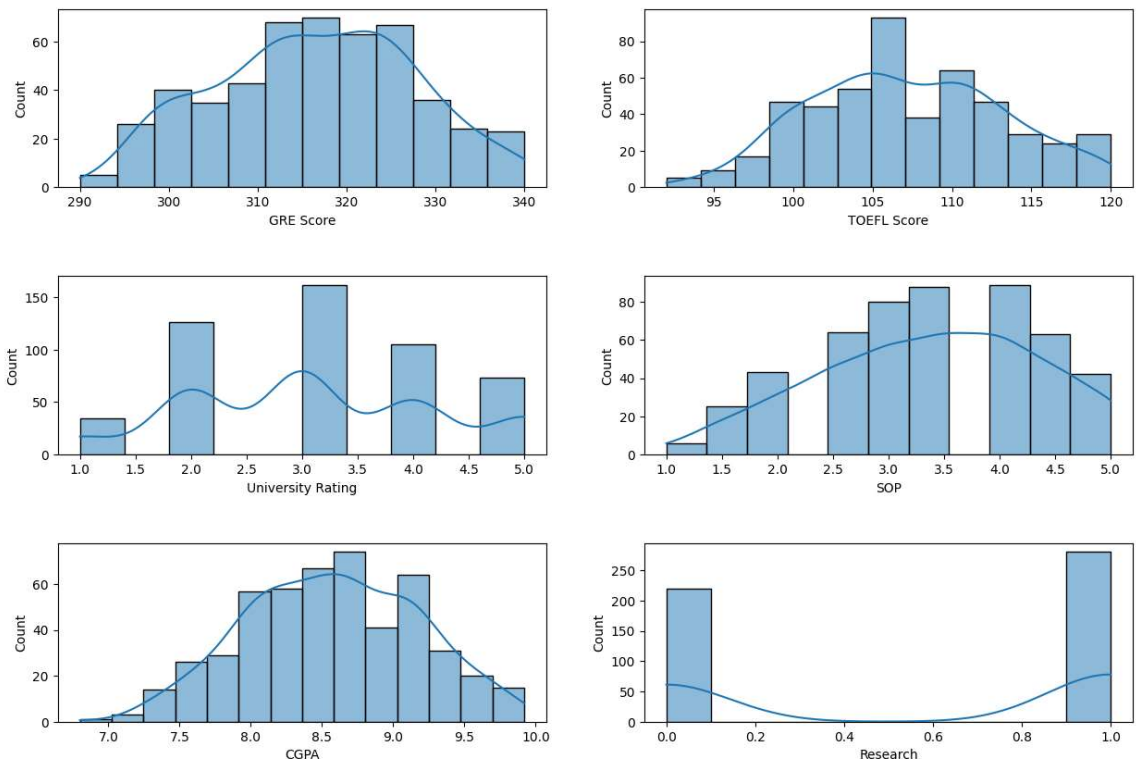 60
40
20
0
Count
290 300 310 320 330 340
GRE Score
80
60
40
20
0
Count
95 100 105 110 115 120
TOEFL Score
150
100
50
0
Count
1.0 1.5 2.0 2.5 3.0 3.5 4.0 4.5 5.0
University Rating
80
60
40
20
0
Count
1.0 1.5 2.0 2.5 3.0 3.5 4.0 4.5 5.0
SOP
60
40
20
0
Count
7.0 7.5 8.0 8.5 9.0 9.5 10.0
CGPA
250
200
150
100
50
0
Count
0.0 0.2 0.4 0.6 0.8 1.0
Research